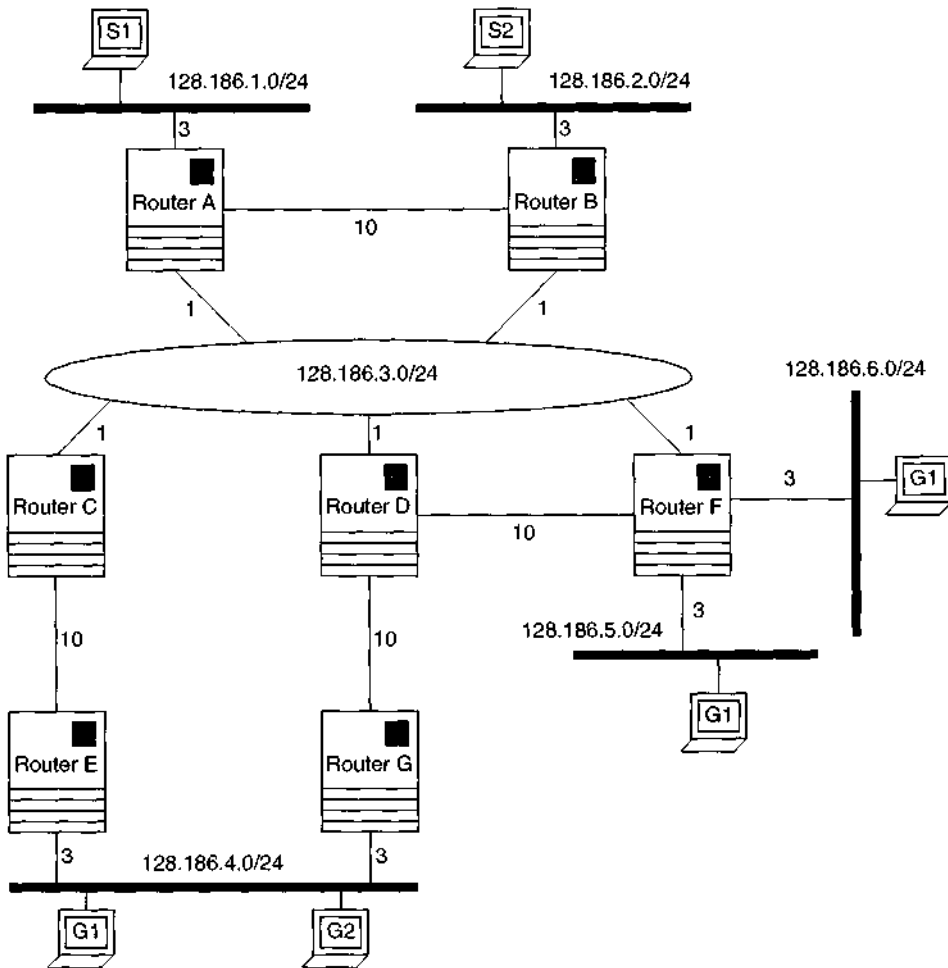 S1
S2
128.186.1.0/24
128.186.2.0/24
3
3
Router A
Router B
10
1
1
128.186.3.0/24
128.186.6.0/24
1
1
1
Router C
Router D
Router F
3
G1
10
3
10
10
128.186.5.0/24
G1
Router E
Router G
3
128.186.4.0/24
3
G1
G2